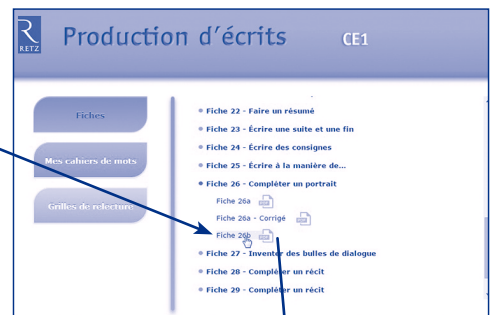 RETZ
Production d'écrits CE1
Fiches
Mes cahiers de mots
Grilles de relecture
Fiche 22 - Faire un résumé
Fiche 23 - Écrire une suite et une fin
Fiche 24 - Écrire des consignes
Fiche 25 - Écrire à la manière de...
Fiche 26 - Compléter un portrait
Fiche 26a
Fiche 26a - Corrigé
Fiche 26b
Fiche 27 - Inventer des bulles de dialogue
Fiche 28 - Compléter un récit
Fiche 29 - Compléter un récit